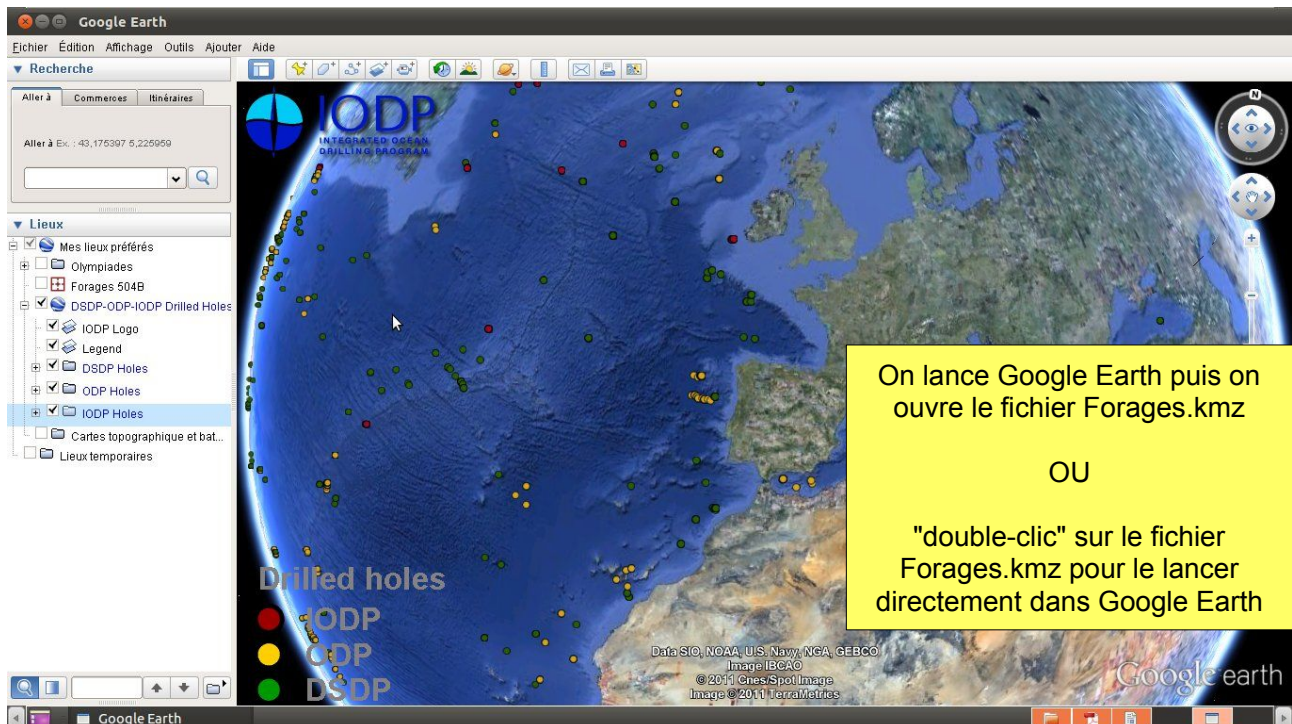 Google Earth
Fichier Édition Affichage Outils Ajouter Aide
Recherche
Aller à Commerces Itinéraires
Aller à Ex. : 43,175397 5,225959
Lieux
Mes lieux préférés
Olympiades
Forages 504B
DSDP-ODP-IODP Drilled Holes
IODP Logo
Legend
DSDP Holes
ODP Holes
IODP Holes
Cartes topographique et bat...
Lieux temporaires
IODP
INTEGRATED OCEAN
DRILLING PROGRAM
N
On lance Google Earth puis on
ouvre le fichier Forages.kmz
OU
"double-clic" sur le fichier
Forages.kmz pour le lancer
directement dans Google Earth
Drilled holes
IODP
ODP
DSDP
Data SIO, NOAA, U.S. Navy, NGA, GEBCO
Image IBCAO
© 2011 Cnes/Spot Image
Image © 2011 TerraMetrics
Google earth
Google Earth